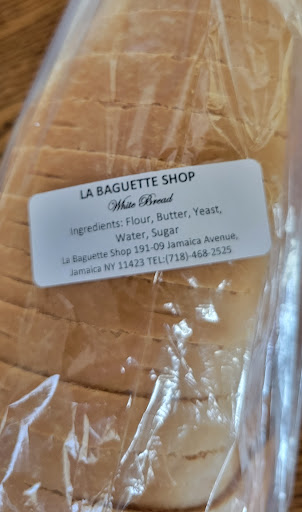 LA BAGUETTE SHOP
White Bread
Ingredients: Flour, Butter, Yeast,
Water, Sugar
La Baguette Shop 191-09 Jamaica Avenue,
Jamaica NY 11423 TEL:(718)-468-2525